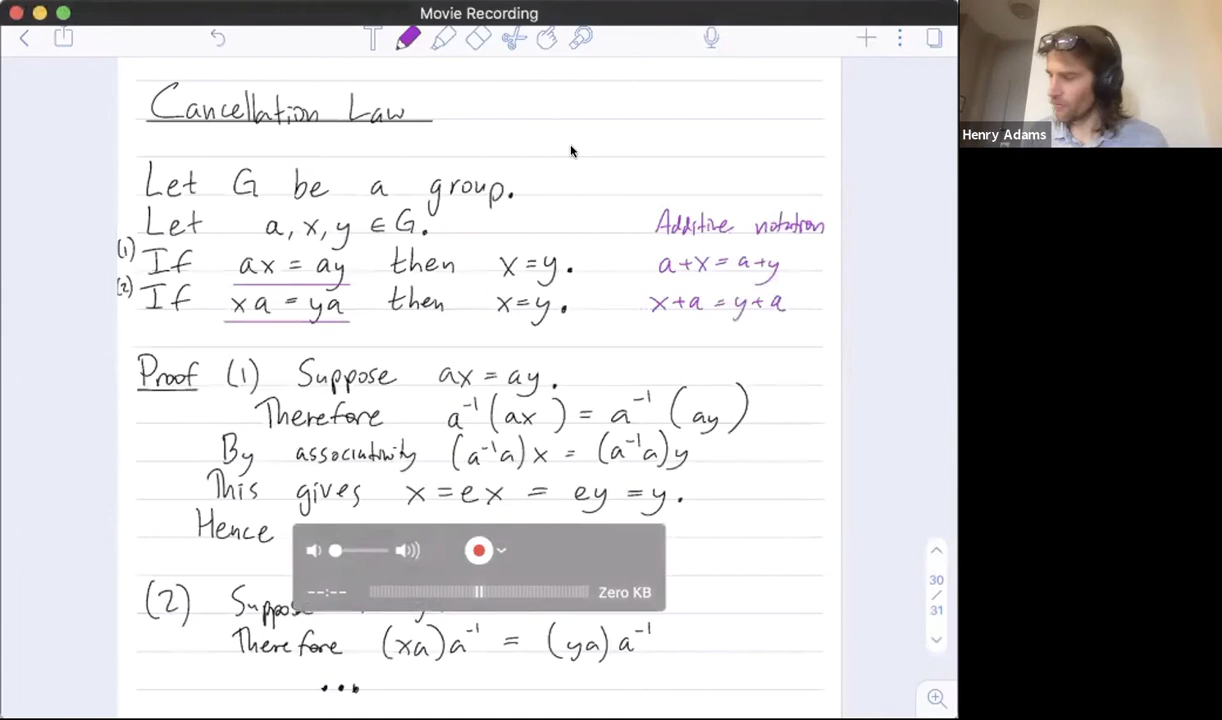 Movie Recording
Henry Adams
Cancellation Law
Let G be a group.
Let a, x, y ∈ G.
Additive notation
(1) If ax = ay then x=y.
a+x = a+y
(2) If xa = ya then x=y.
x+a = y+a
Proof (1) Suppose ax = ay.
Therefore a⁻¹(ax) = a⁻¹(ay)
By associativity (a⁻¹a)x = (a⁻¹a)y
This gives x = ex = ey = y.
Hence
--:-- Zero KB
30
/
31
(2) Suppose
Therefore (xa)a⁻¹ = (ya)a⁻¹
...